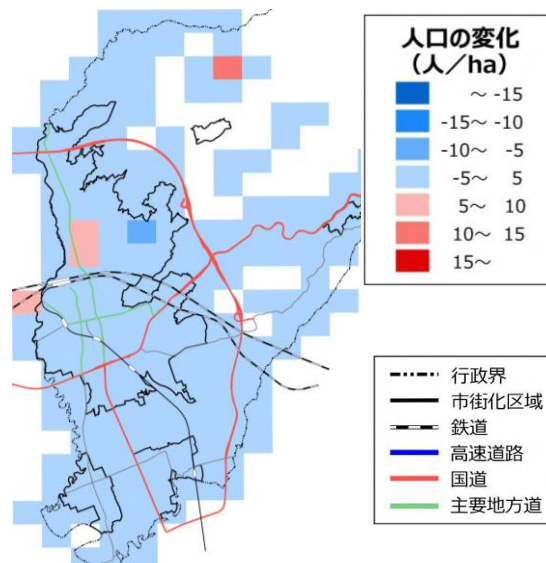 人口の変化
（人／ha）
～ -15
-15～ -10
-10～ -5
-5～ 5
5～ 10
10～ 15
15～
行政界
市街化区域
鉄道
高速道路
国道
主要地方道